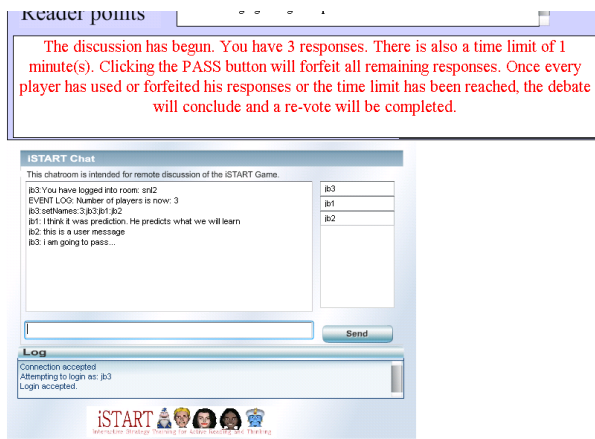 Reader points
The discussion has begun. You have 3 responses. There is also a time limit of 1
minute(s). Clicking the PASS button will forfeit all remaining responses. Once every
player has used or forfeited his responses or the time limit has been reached, the debate
will conclude and a re-vote will be completed.
iSTART Chat
This chatroom is intended for remote discussion of the iSTART Game.
jb3:You have logged into room: snl2
EVENT LOG: Number of players is now: 3
jb3:setNames:3;jb3;jb1;jb2
jb1: I think it was prediction. He predicts what we will learn
jb2: this is a user message
jb3: i am going to pass...
jb3
jb1
jb2
Send
Log
Connection accepted
Attempting to login as: jb3
Login accepted.
iSTART
Interactive Strategy Training for Active Reading and Thinking